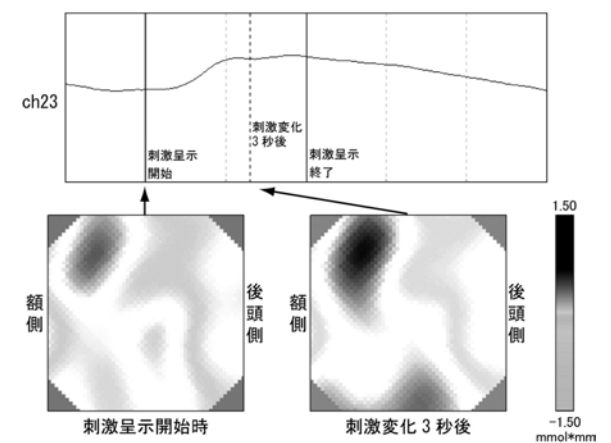 ch23
刺激呈示
開始
刺激変化
3 秒後
刺激呈示
終了
額側
後頭側
額側
後頭側
1.50
-1.50
mmol*mm
刺激呈示開始時
刺激変化 3 秒後